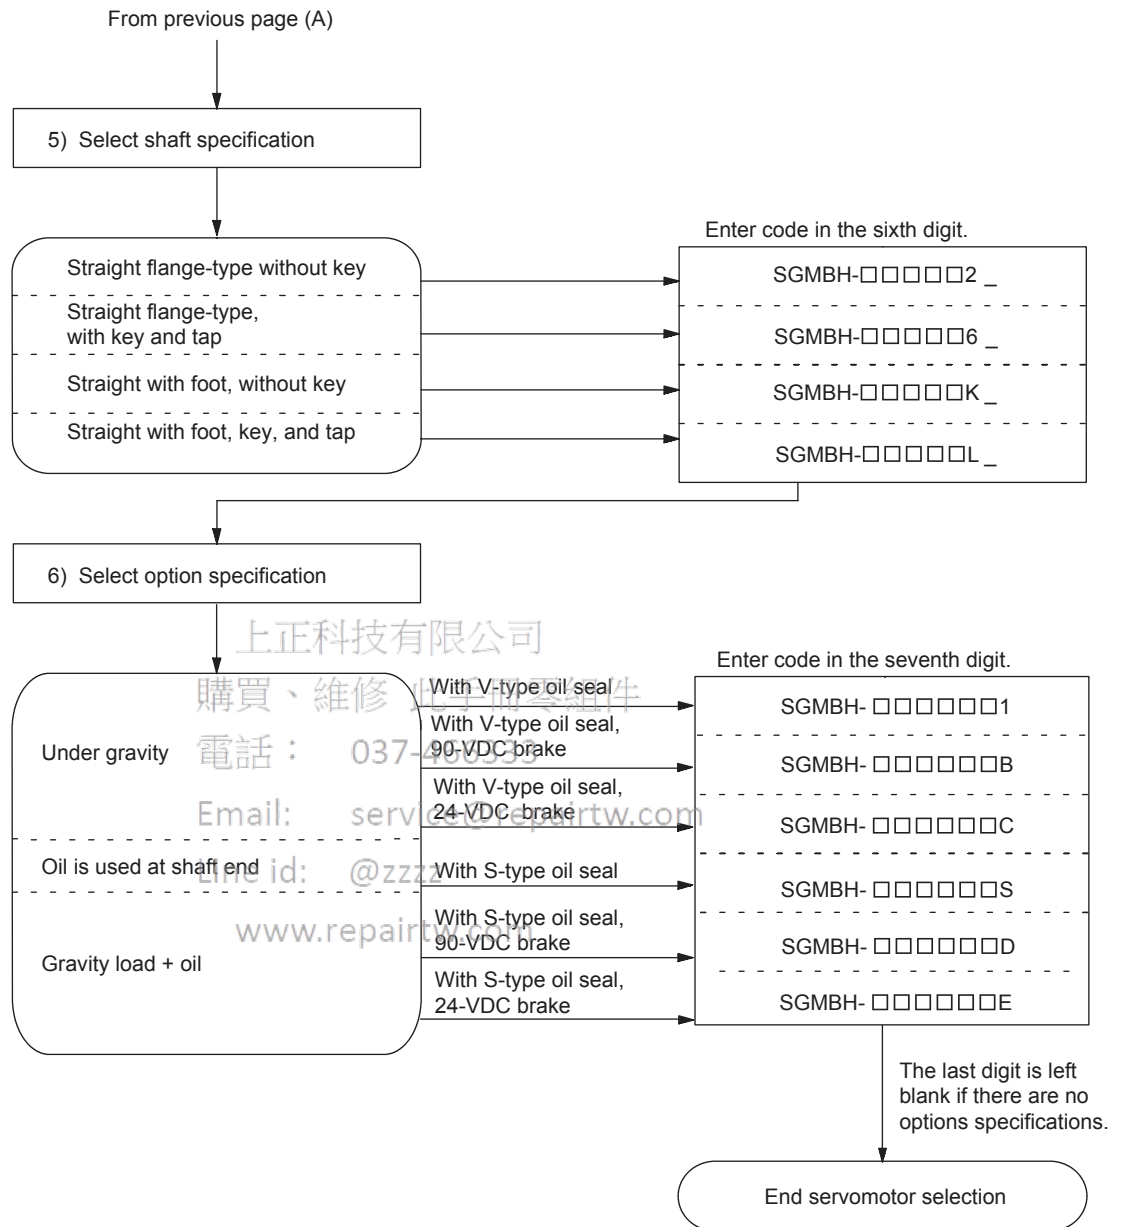 From previous page (A)
5) Select shaft specification
Enter code in the sixth digit.
Straight flange-type without key
SGMBH-□□□□□2 _
Straight flange-type,
with key and tap
SGMBH-□□□□□6 _
Straight with foot, without key
SGMBH-□□□□□K _
Straight with foot, key, and tap
SGMBH-□□□□□L _
6) Select option specification
上正科技有限公司
購買、維修 此手冊零組件
電話： 037-466333
Email: service@repairtw.com
Line id: @zzzz
www.repairtw.com
Enter code in the seventh digit.
Under gravity
With V-type oil seal
SGMBH- □□□□□□1
With V-type oil seal,
90-VDC brake
SGMBH- □□□□□□B
With V-type oil seal,
24-VDC brake
SGMBH- □□□□□□C
Oil is used at shaft end
With S-type oil seal
SGMBH- □□□□□□S
Gravity load + oil
With S-type oil seal,
90-VDC brake
SGMBH- □□□□□□D
With S-type oil seal,
24-VDC brake
SGMBH- □□□□□□E
The last digit is left
blank if there are no
options specifications.
End servomotor selection